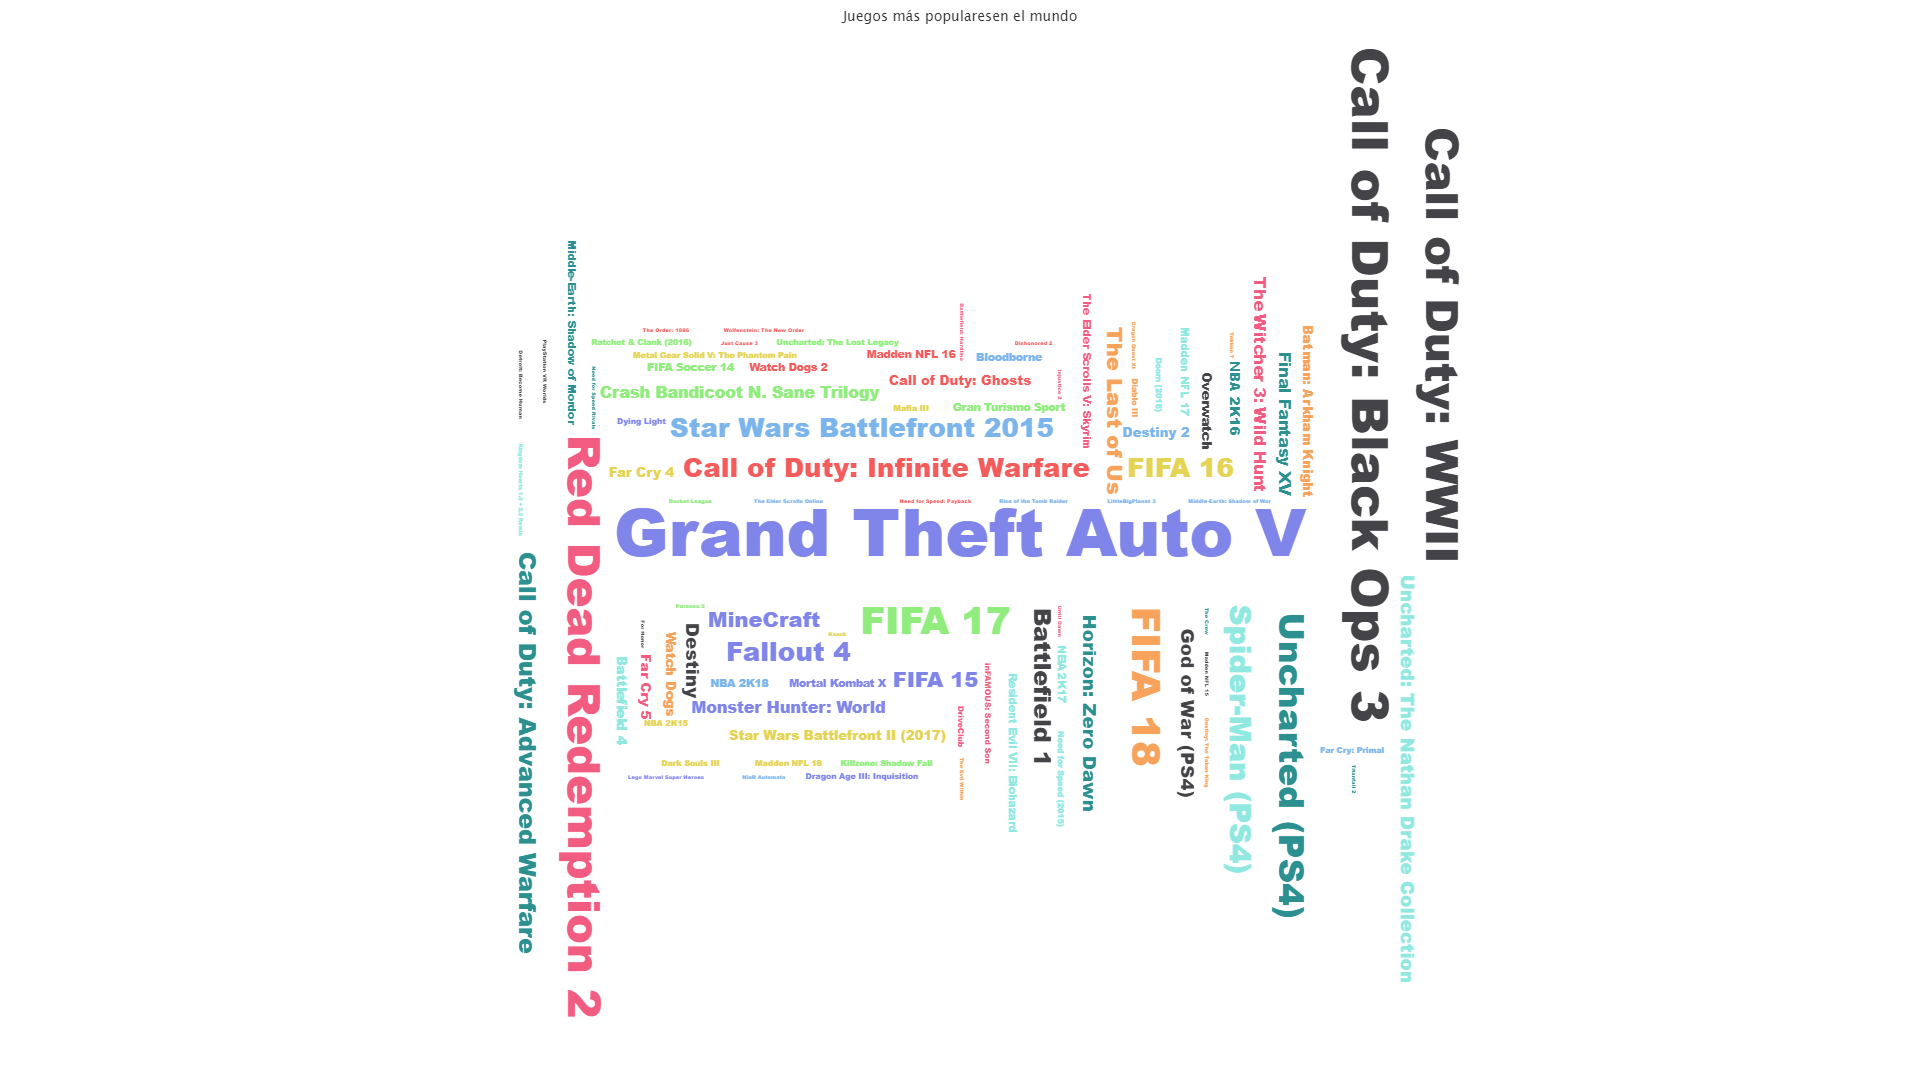 Juegos más popularesen el mundo
Call of Duty: Black Ops 3
Call of Duty: WWII
Middle-Earth: Shadow of Mordor
The Order: 1886
Wolfenstein: The New Order
Ratchet & Clank (2016)
Just Cause 3
Uncharted: The Lost Legacy
Metal Gear Solid V: The Phantom Pain
Madden NFL 16
FIFA Soccer 14
Watch Dogs 2
Bloodborne
Dishonored 2
Battlefield: Hardline
Call of Duty: Ghosts
Crash Bandicoot N. Sane Trilogy
Mafia III
Gran Turismo Sport
Injustice 2
The Elder Scrolls V: Skyrim
The Last of Us
Dragon Quest XI
Diablo III
Doom (2016)
Madden NFL 17
Overwatch
Tekken 7
NBA 2K16
The Witcher 3: Wild Hunt
Final Fantasy XV
Batman: Arkham Knight
PlayStation VR Worlds
Detroit: Become Human
Need for Speed Rivals
Dying Light
Star Wars Battlefront 2015
Destiny 2
Far Cry 4
Call of Duty: Infinite Warfare
FIFA 16
Kingdom Hearts 1.5 + 2.5 Remix
Rocket League
The Elder Scrolls Online
Need for Speed: Payback
Rise of the Tomb Raider
LittleBigPlanet 3
Middle-Earth: Shadow of War
Grand Theft Auto V
Red Dead Redemption 2
Call of Duty: Advanced Warfare
Persona 5
MineCraft
Knack
FIFA 17
Fallout 4
For Honor
Far Cry 5
Watch Dogs
Destiny
Battlefield 4
NBA 2K18
Mortal Kombat X
FIFA 15
Monster Hunter: World
NBA 2K15
Star Wars Battlefront II (2017)
Dark Souls III
Madden NFL 18
Killzone: Shadow Fall
Lego Marvel Super Heroes
NieR Automata
Dragon Age III: Inquisition
DriveClub
The Evil Within
inFAMOUS: Second Son
Resident Evil VII: Biohazard
Battlefield 1
Until Dawn
NBA 2K17
Need for Speed (2015)
Horizon: Zero Dawn
FIFA 18
God of War (PS4)
The Crew
Madden NFL 15
Destiny: The Taken King
Spider-Man (PS4)
Uncharted (PS4)
Far Cry: Primal
Titanfall 2
Uncharted: The Nathan Drake Collection